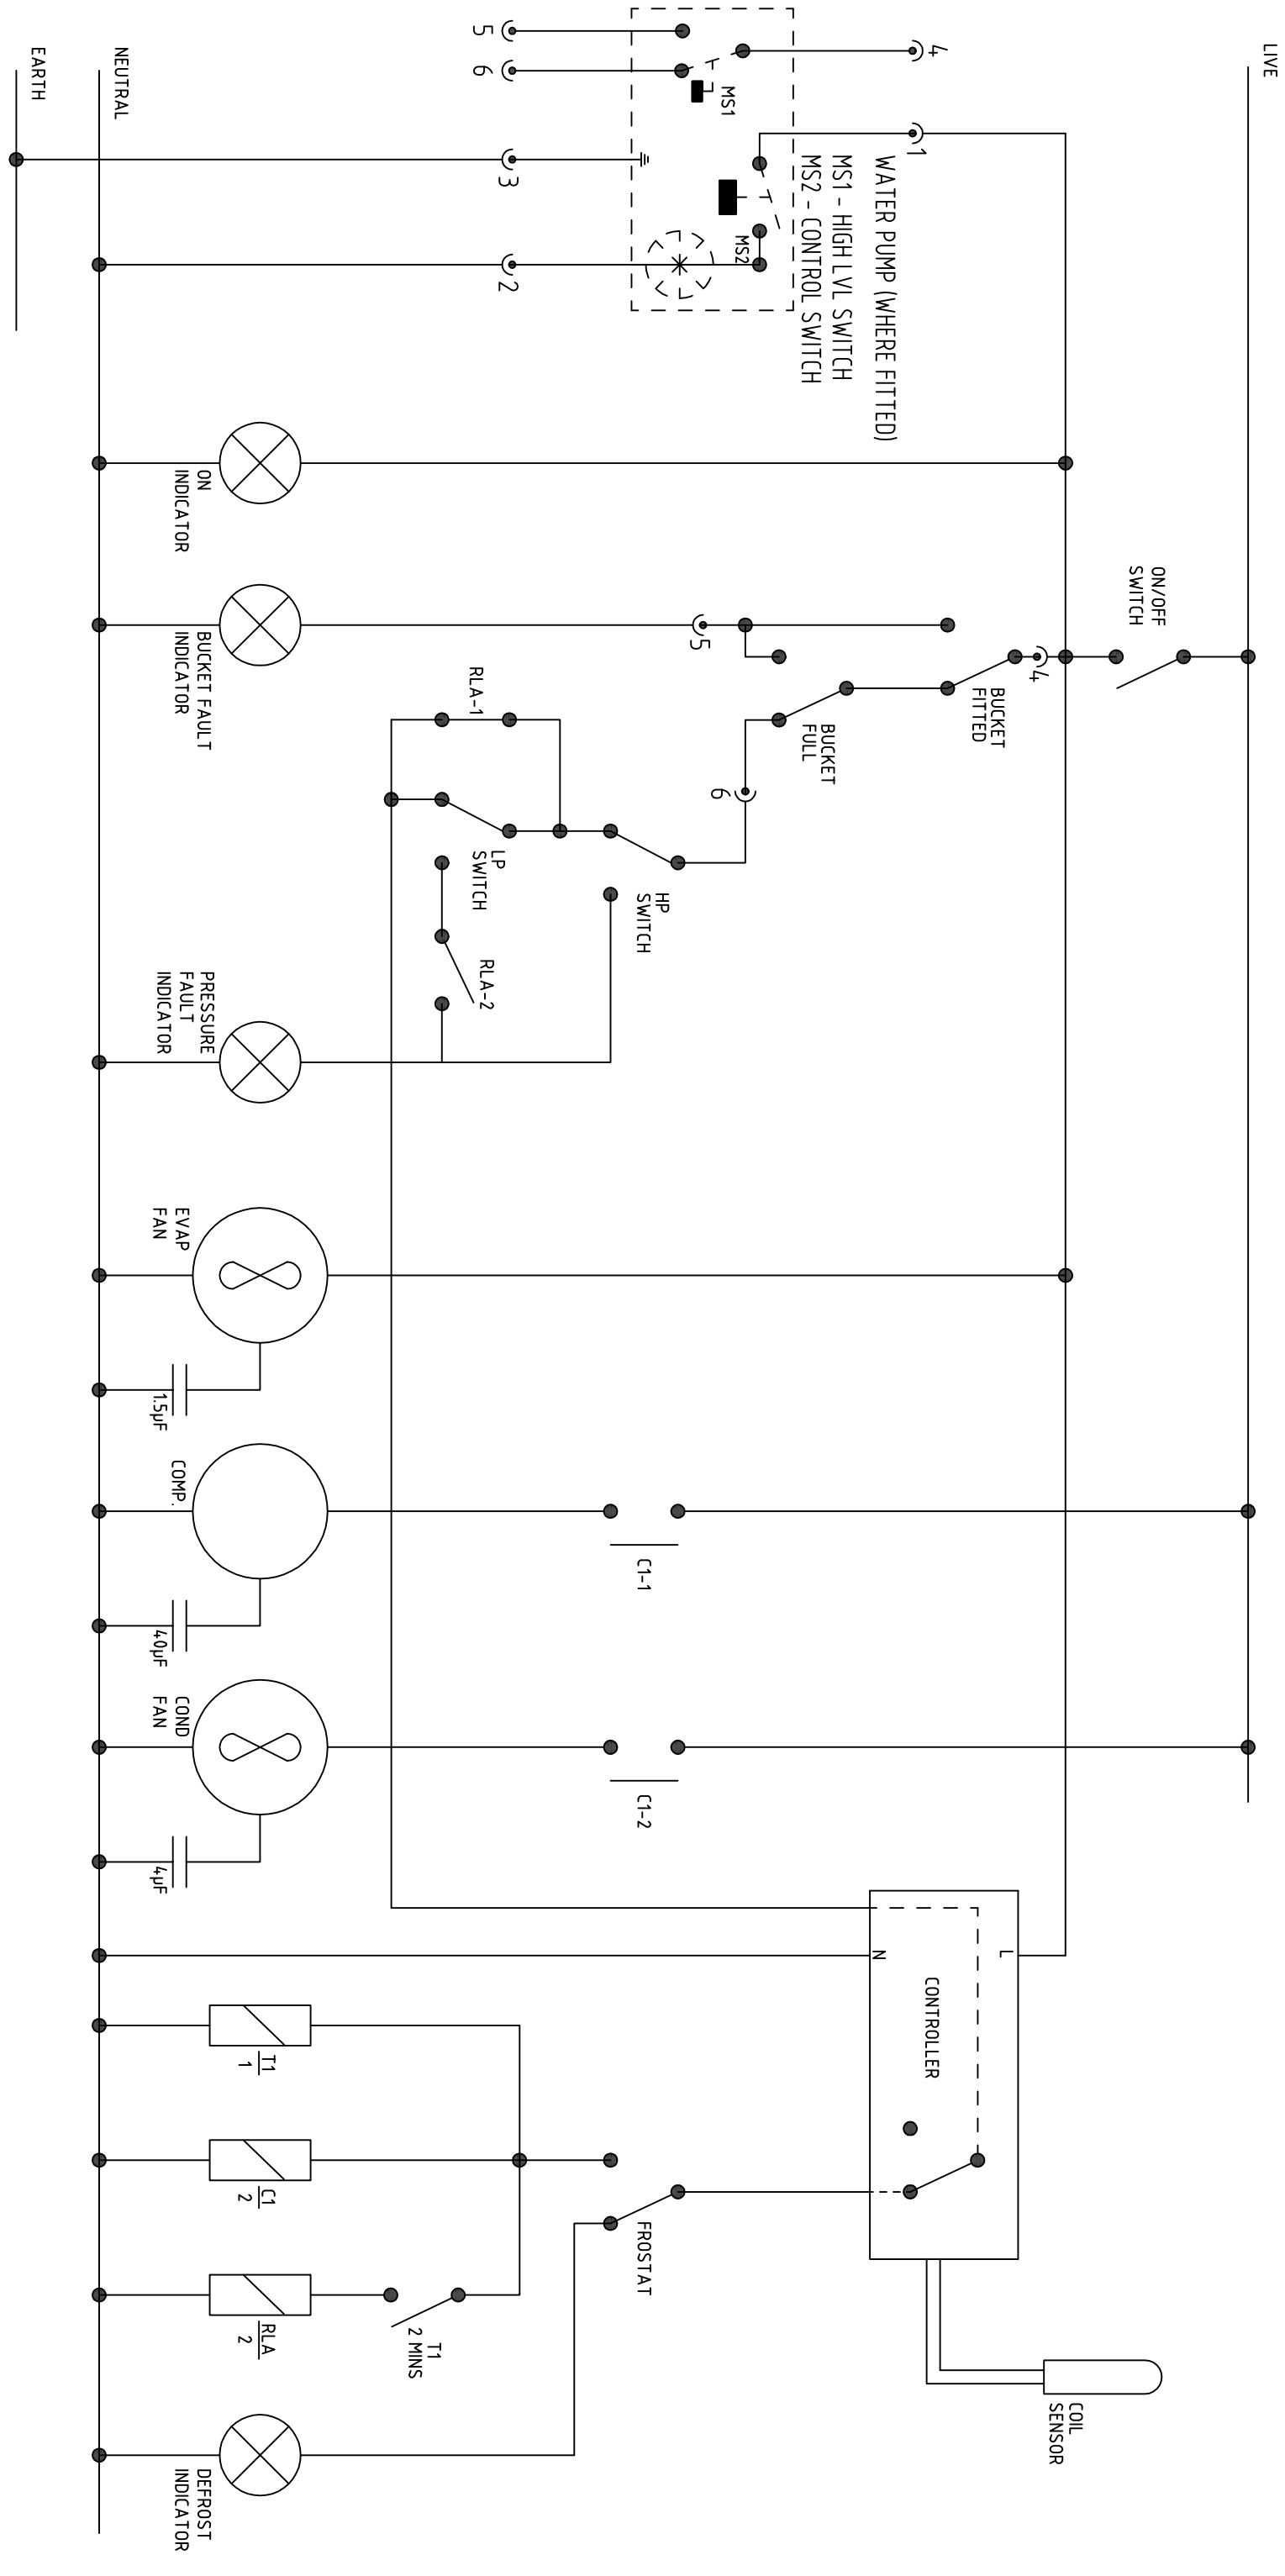 LIVE
4
5
6
MS1
1
WATER PUMP (WHERE FITTED)
MS1 - HIGH LVL SWITCH
MS2 - CONTROL SWITCH
MS2
3
2
NEUTRAL
EARTH
ON
INDICATOR
ON/OFF
SWITCH
4
BUCKET
FITTED
BUCKET
FULL
5
6
BUCKET FAULT
INDICATOR
RLA-1
LP
SWITCH
HP
SWITCH
RLA-2
PRESSURE
FAULT
INDICATOR
EVAP
FAN
1.5µF
COMP.
40µF
C1-1
COND
FAN
4µF
C1-2
L
N
CONTROLLER
T1
1
C1
2
RLA
2
FROSTAT
T1
2 MINS
COIL
SENSOR
DEFROST
INDICATOR